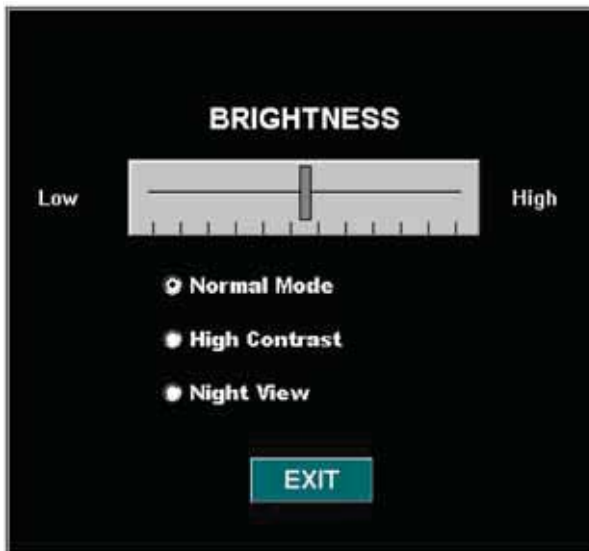 BRIGHTNESS
Low High
Normal Mode
High Contrast
Night View
EXIT